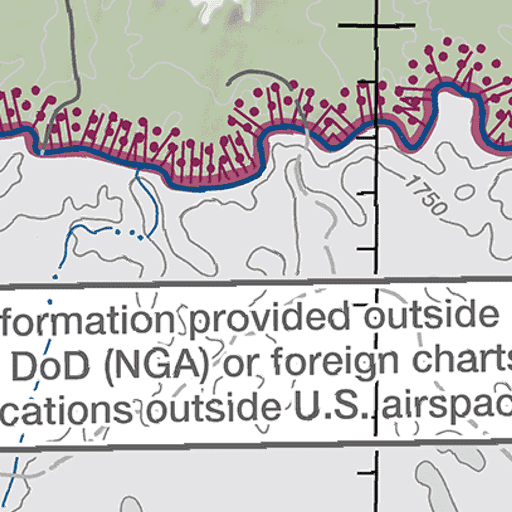 1750
formation provided outside
DoD (NGA) or foreign charts
cations outside U.S. airspac